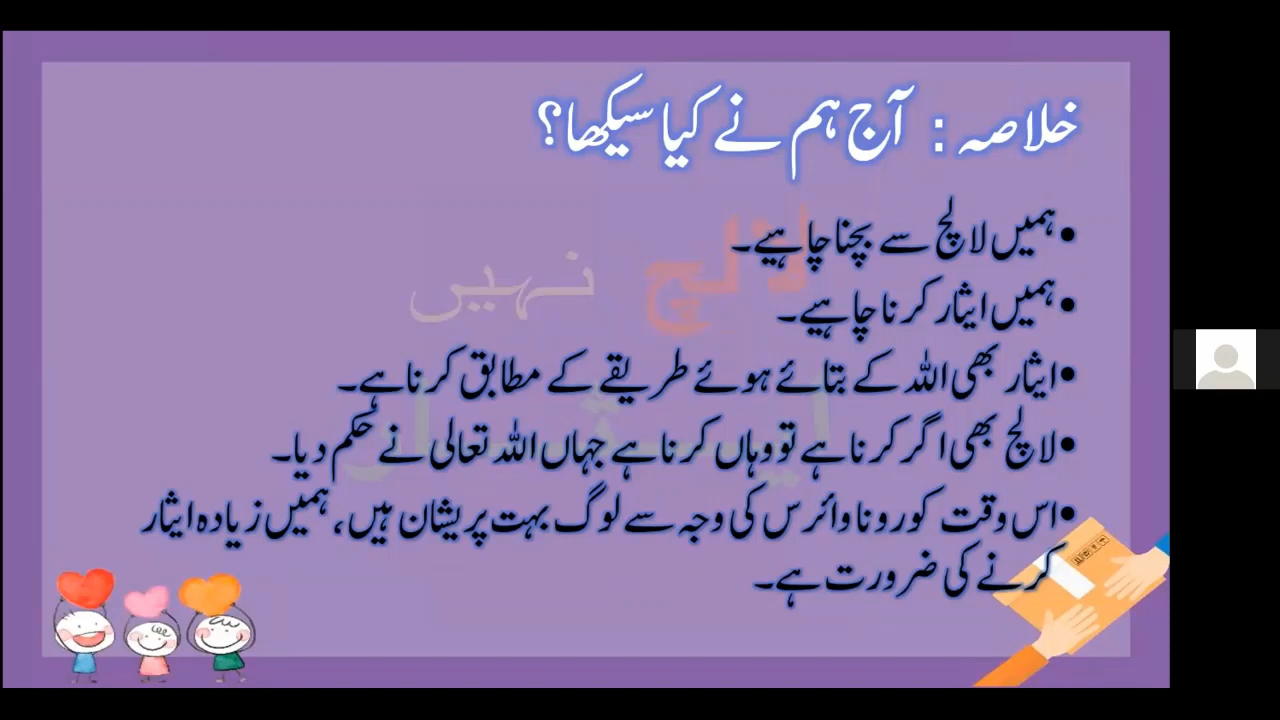 خلاصہ : آج ہم نے کیا سیکھا؟
•ہمیں لالچ سے بچنا چاہیے۔
•ہمیں ایثار کرنا چاہیے۔
•ایثار بھی اللہ کے بتائے ہوئے طریقے کے مطابق کرنا ہے۔
•لالچ بھی اگر کرنا ہے تو وہاں کرنا ہے جہاں اللہ تعالی نے حکم دیا۔
•اس وقت کورونا وائرس کی وجہ سے لوگ بہت پریشان ہیں، ہمیں زیادہ ایثار
کرنے کی ضرورت ہے۔
لالچ نہیں
ایثار